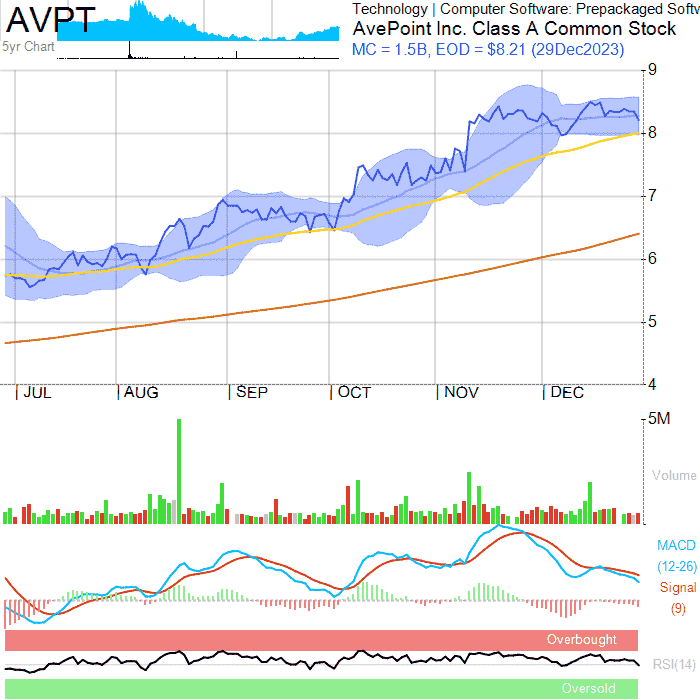 AVPT
5yr Chart
Technology | Computer Software: Prepackaged Softw
AvePoint Inc. Class A Common Stock
MC = 1.5B, EOD = $8.21 (29Dec2023)
9
8
7
6
5
4
JUL AUG SEP OCT NOV DEC
5M
Volume
MACD
(12-26)
Signal
(9)
Overbought
RSI(14)
Oversold